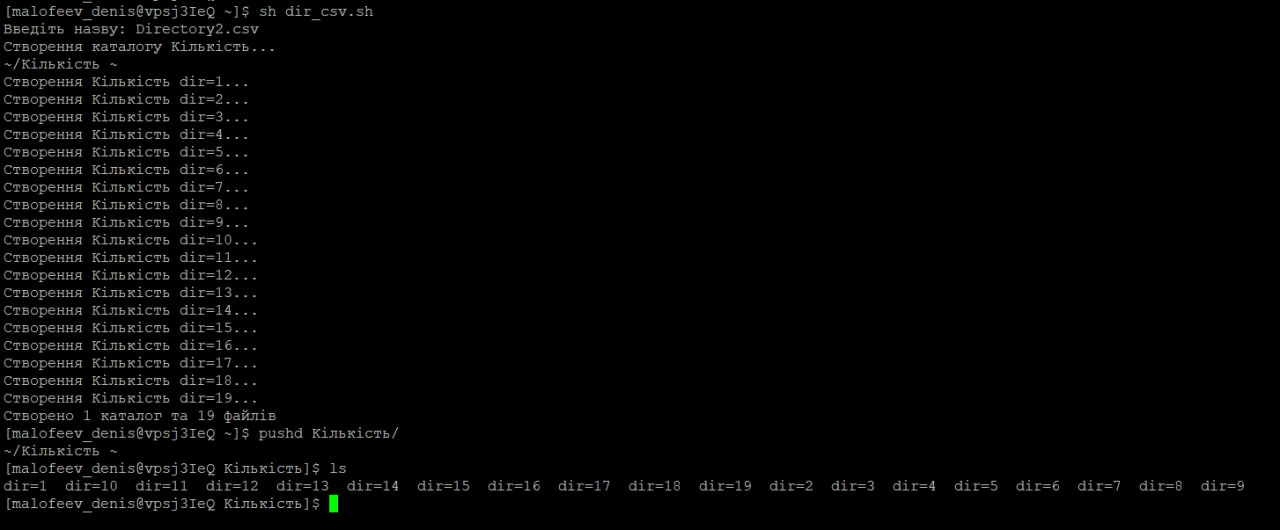 [malofeev_denis@vpsj3IeQ ~]$ sh dir_csv.sh
Введіть назву: Directory2.csv
Створення каталогу Кількість...
~/Кількість ~
Створення Кількість dir=1...
Створення Кількість dir=2...
Створення Кількість dir=3...
Створення Кількість dir=4...
Створення Кількість dir=5...
Створення Кількість dir=6...
Створення Кількість dir=7...
Створення Кількість dir=8...
Створення Кількість dir=9...
Створення Кількість dir=10...
Створення Кількість dir=11...
Створення Кількість dir=12...
Створення Кількість dir=13...
Створення Кількість dir=14...
Створення Кількість dir=15...
Створення Кількість dir=16...
Створення Кількість dir=17...
Створення Кількість dir=18...
Створення Кількість dir=19...
Створено 1 каталог та 19 файлів
[malofeev_denis@vpsj3IeQ ~]$ pushd Кількість/
~/Кількість ~
[malofeev_denis@vpsj3IeQ Кількість]$ ls
dir=1  dir=10  dir=11  dir=12  dir=13  dir=14  dir=15  dir=16  dir=17  dir=18  dir=19  dir=2  dir=3  dir=4  dir=5  dir=6  dir=7  dir=8  dir=9
[malofeev_denis@vpsj3IeQ Кількість]$